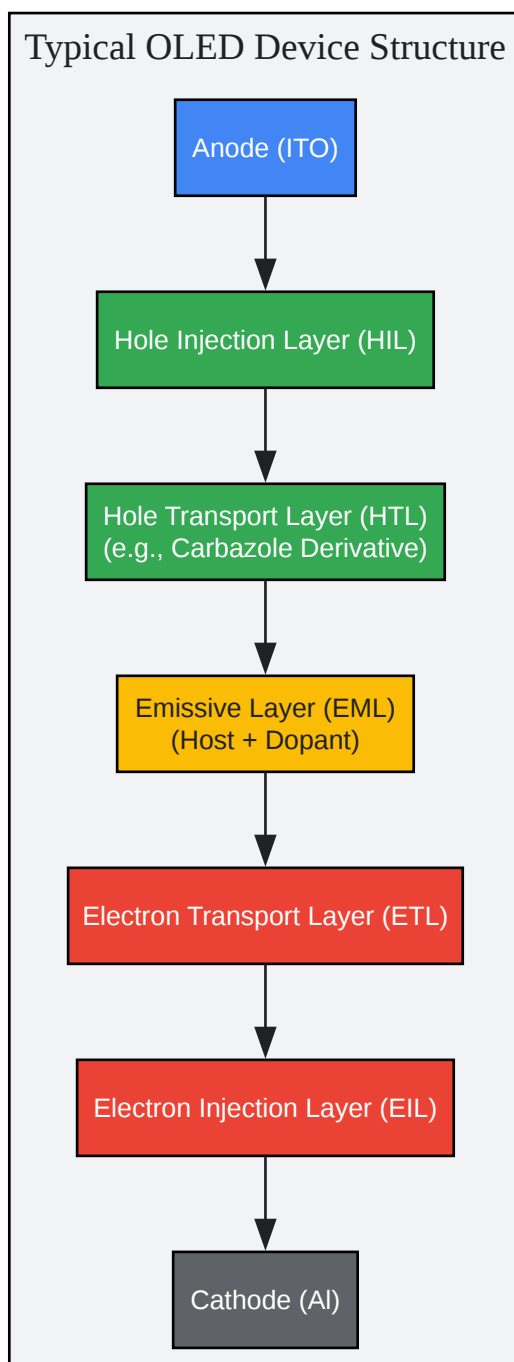 Typical OLED Device Structure
Anode (ITO)
Hole Injection Layer (HIL)
Hole Transport Layer (HTL)
(e.g., Carbazole Derivative)
Emissive Layer (EML)
(Host + Dopant)
Electron Transport Layer (ETL)
Electron Injection Layer (EIL)
Cathode (Al)